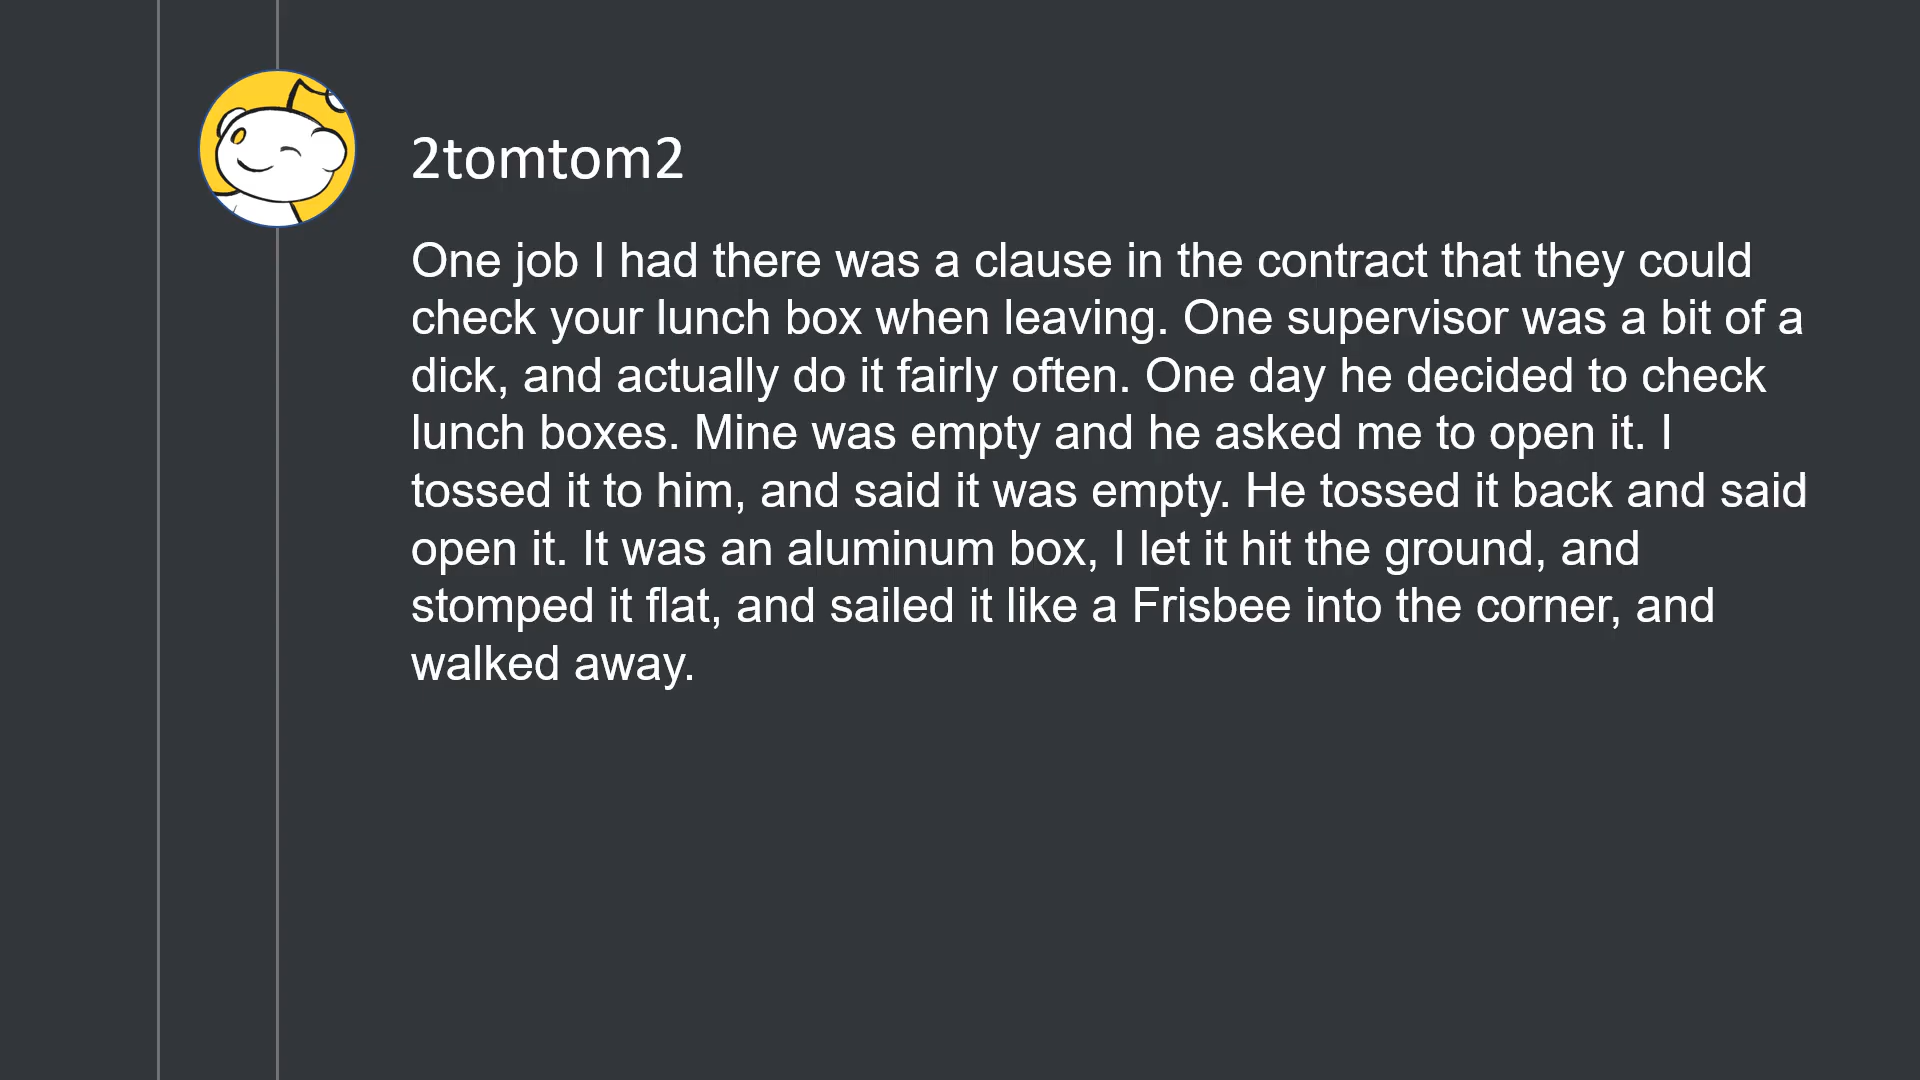 2tomtom2
One job I had there was a clause in the contract that they could
check your lunch box when leaving. One supervisor was a bit of a
dick, and actually do it fairly often. One day he decided to check
lunch boxes. Mine was empty and he asked me to open it. I
tossed it to him, and said it was empty. He tossed it back and said
open it. It was an aluminum box, I let it hit the ground, and
stomped it flat, and sailed it like a Frisbee into the corner, and
walked away.